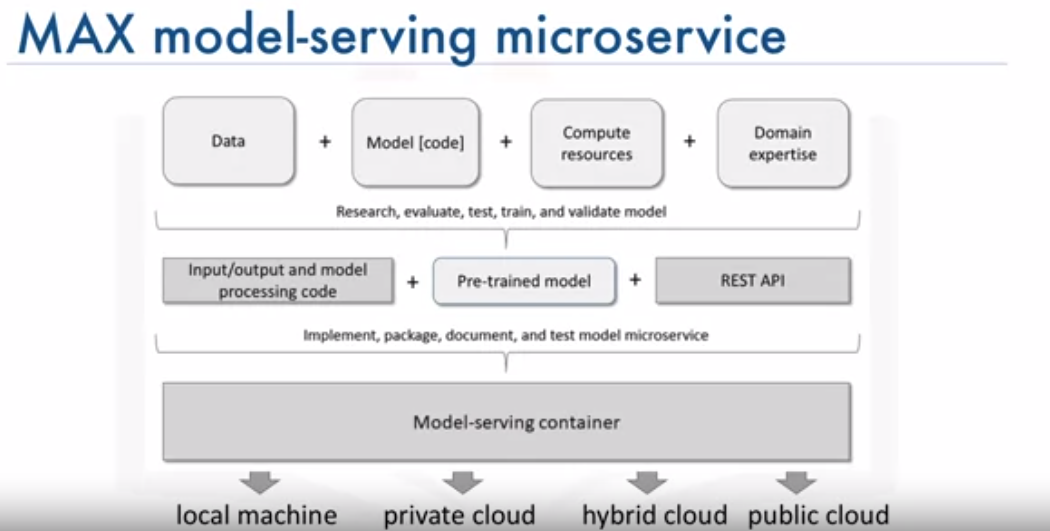 MAX model-serving microservice
Data + Model [code] + Compute resources + Domain expertise
Research, evaluate, test, train, and validate model
Input/output and model processing code + Pre-trained model + REST API
Implement, package, document, and test model microservice
Model-serving container
local machine private cloud hybrid cloud public cloud